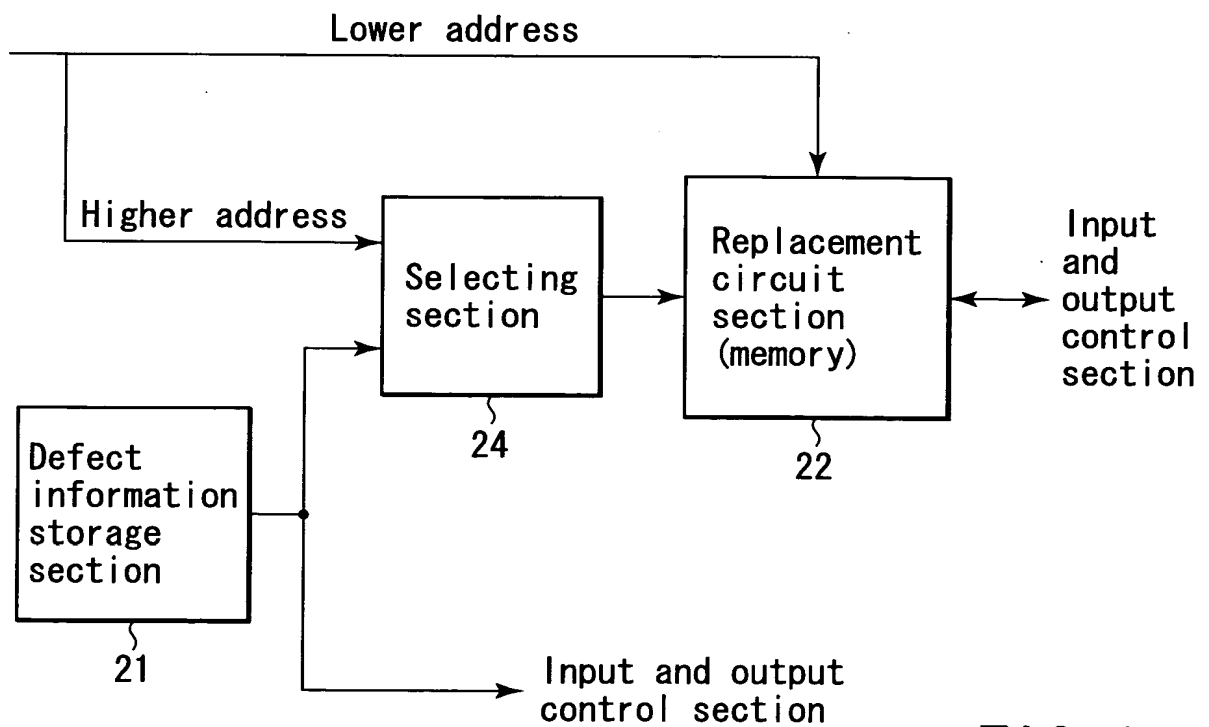 Lower address
Higher address
Selecting
section
24
Replacement
circuit
section
(memory)
22
Input
and
output
control
section
Defect
information
storage
section
21
Input and output
control section